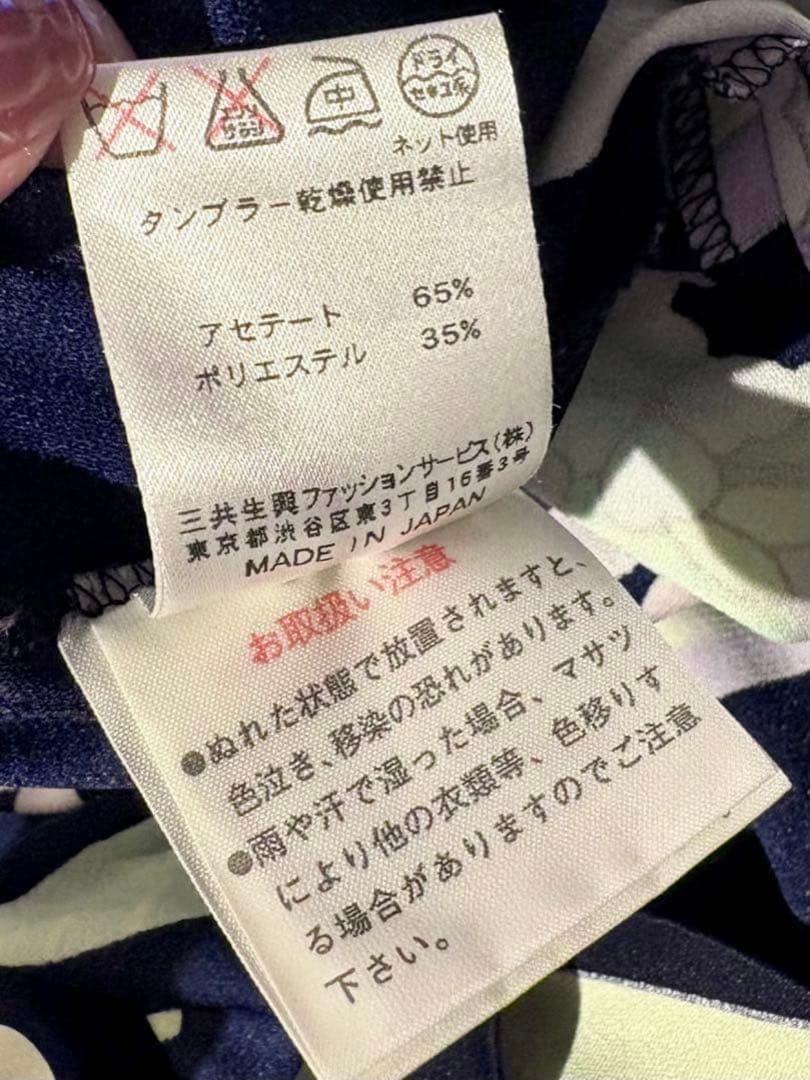 エンソ
サラシ
中
ドライ
セキユ系
ネット使用
タンブラー乾燥使用禁止
アセテート 65%
ポリエステル 35%
三共生興ファッションサービス(株)
東京都渋谷区東3丁目16番3号
MADE IN JAPAN
お取扱い注意
●ぬれた状態で放置されますと、
色泣き、移染の恐れがあります。
●雨や汗で湿った場合、マサツ
により他の衣類等、色移りす
る場合がありますのでご注意
下さい。